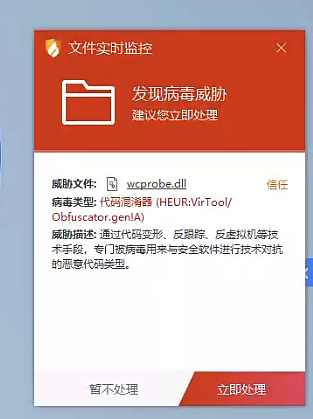 文件实时监控
发现病毒威胁
建议您立即处理
威胁文件: wcprobe.dll 信任
病毒类型: 代码混淆器 (HEUR:VirTool/
Obfuscator.gen!A)
威胁描述: 通过代码变形、反跟踪、反虚拟机等技
术手段，专门被病毒用来与安全软件进行技术对抗
的恶意代码类型。
暂不处理 立即处理